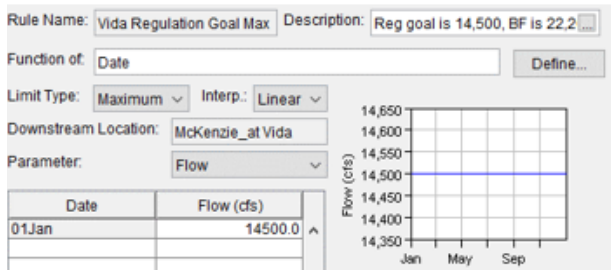 Rule Name: Vida Regulation Goal Max Description: Reg goal is 14,500, BF is 22,2 ...
Function of: Date Define...
Limit Type: Maximum Interp.: Linear
Downstream Location: McKenzie_at Vida
Parameter: Flow
Date Flow (cfs)
01Jan 14500.0
Flow (cfs)
14,650
14,600
14,550
14,500
14,450
14,400
14,350
Jan May Sep